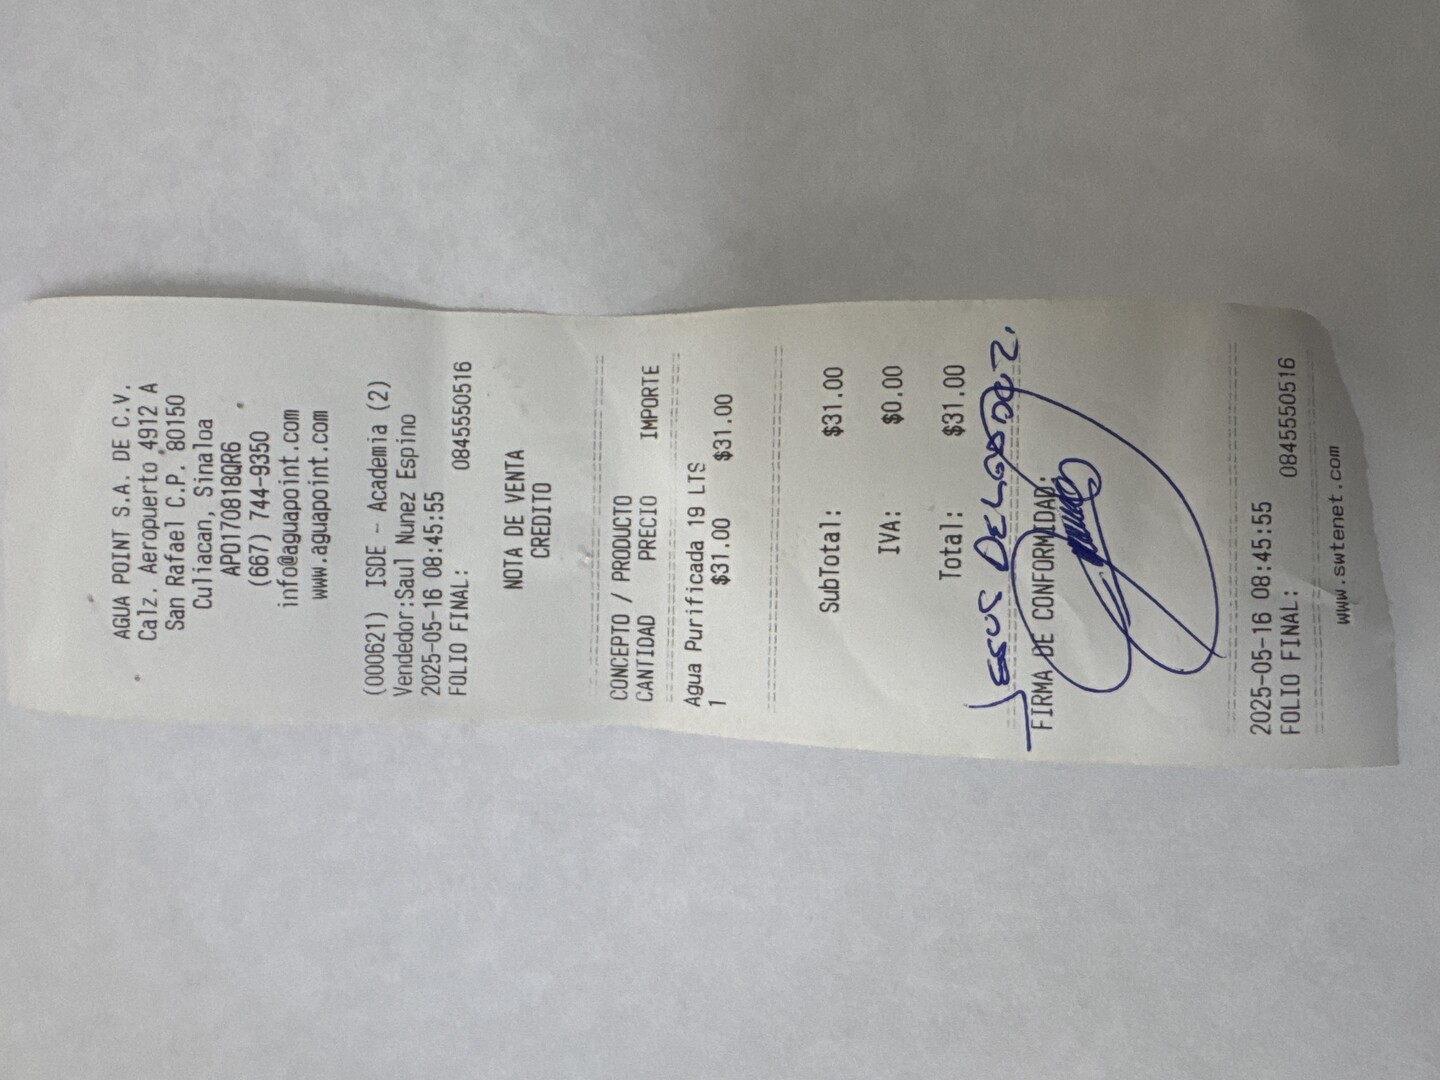 AGUA POINT S.A. DE C.V.
Calz. Aeropuerto 4912 A
San Rafael C.P. 80150
Culiacan, Sinaloa
APO170818QR6
(667) 744-9350
info@aguapoint.com
www.aguapoint.com
(000621) ISDE - Academia (2)
Vendedor:Saul Nunez Espino
2025-05-16 08:45:55
FOLIO FINAL: 0845550516
NOTA DE VENTA
CREDITO
CONCEPTO / PRODUCTO
CANTIDAD PRECIO IMPORTE
Agua Purificada 19 LTS
1 $31.00 $31.00
SubTotal: $31.00
IVA: $0.00
Total: $31.00
JESUS DELGADO Z.
FIRMA DE CONFORMIDAD:
2025-05-16 08:45:55
FOLIO FINAL: 0845550516
www.swtenet.com